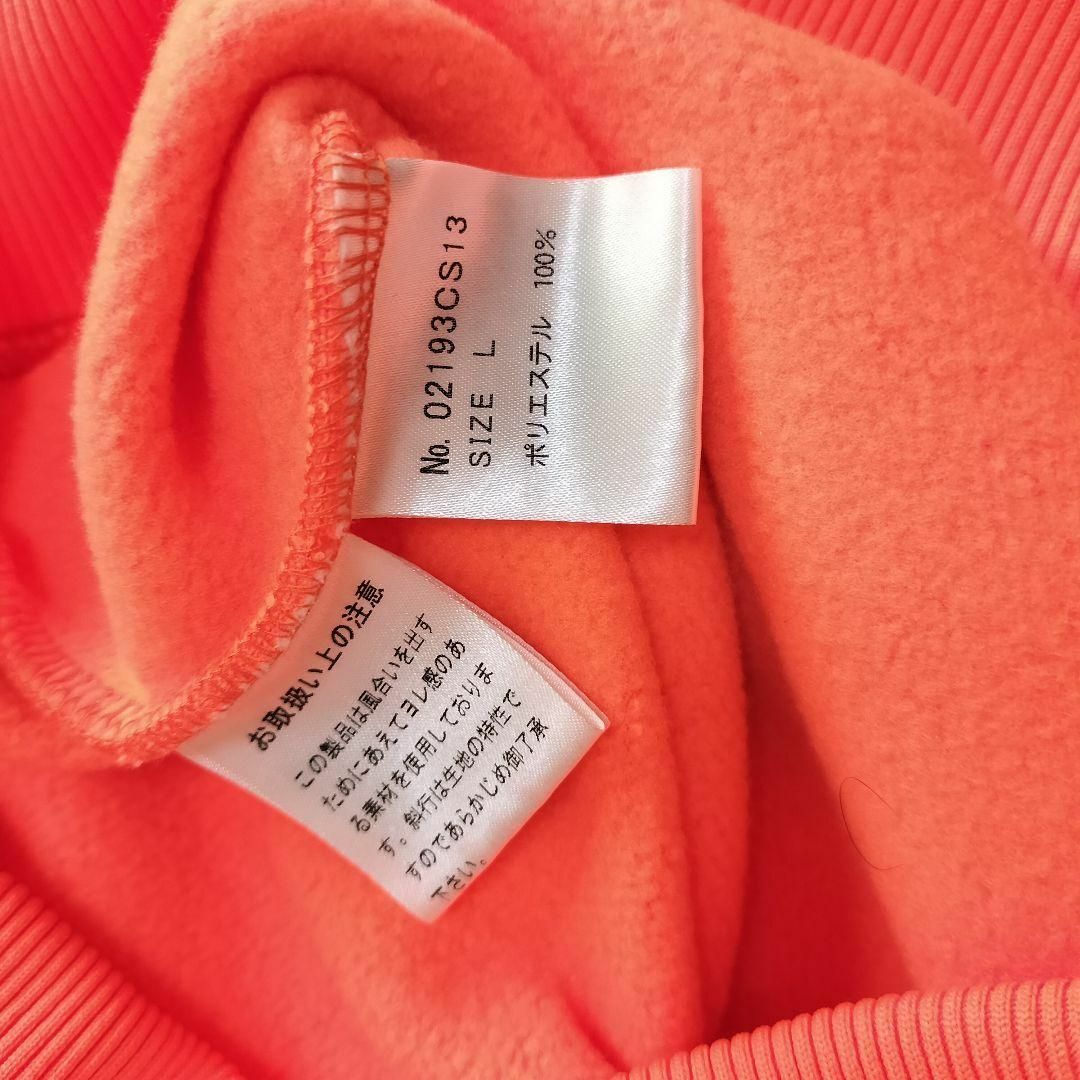 No. 02193CS13
SIZE L
ポリエステル 100%
お取扱い上の注意
この製品は風合いを出す
ためにあえてヨレ感のあ
る素材を使用しておりま
す。斜行は生地の特性で
すのであらかじめ御了承
下さい。